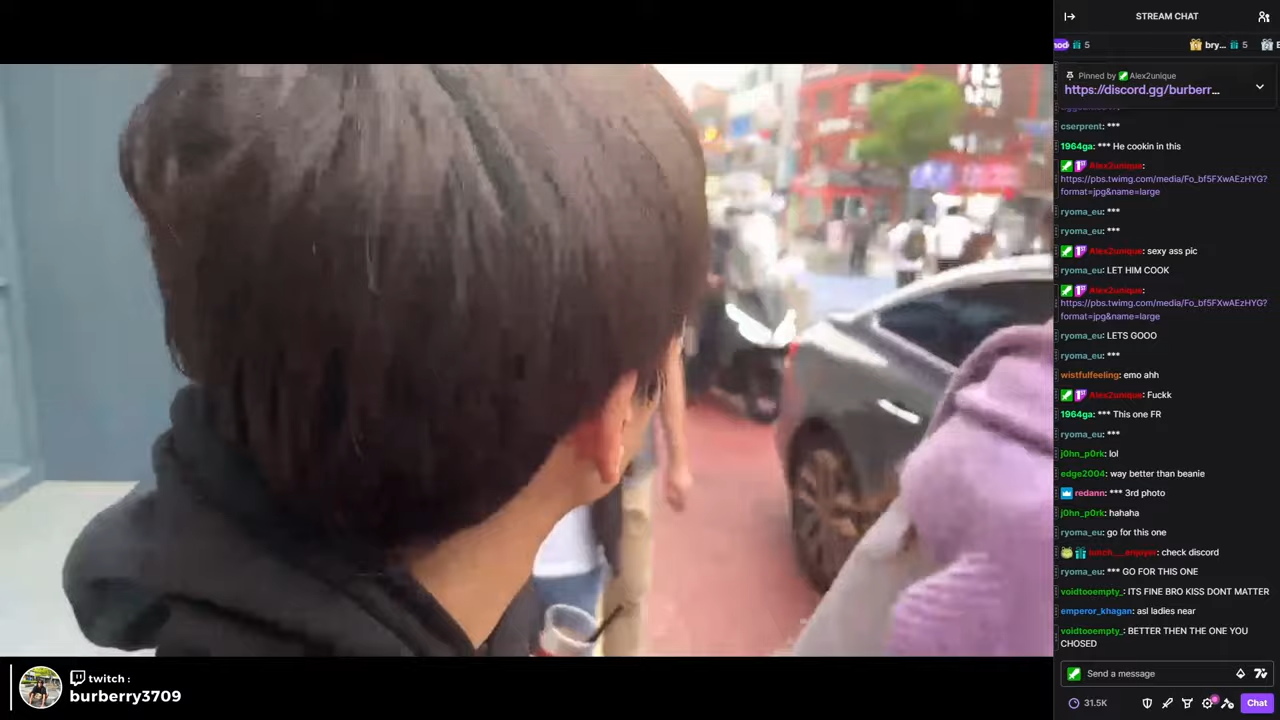 STREAM CHAT
5
bry... 5
Pinned by Alex2unique
https://discord.gg/burberr...
cserprent: ***
1964ga: *** He cookin in this
Alex2unique:
https://pbs.twimg.com/media/Fo_bf5FXwAEzHYG?
format=jpg&name=large
ryoma_eu: ***
ryoma_eu: ***
Alex2unique: sexy ass pic
ryoma_eu: LET HIM COOK
Alex2unique:
https://pbs.twimg.com/media/Fo_bf5FXwAEzHYG?
format=jpg&name=large
ryoma_eu: LETS GOOO
ryoma_eu: ***
wistfulfeeling: emo ahh
Alex2unique: Fuckk
1964ga: *** This one FR
ryoma_eu: ***
j0hn_p0rk: lol
edge2004: way better than beanie
redann: *** 3rd photo
j0hn_p0rk: hahaha
ryoma_eu: go for this one
: check discord
ryoma_eu: *** GO FOR THIS ONE
voidtooempty_: ITS FINE BRO KISS DONT MATTER
emperor_khagan: asl ladies near
voidtooempty_: BETTER THEN THE ONE YOU
CHOSED
Send a message
31.5K
Chat
twitch :
burberry3709